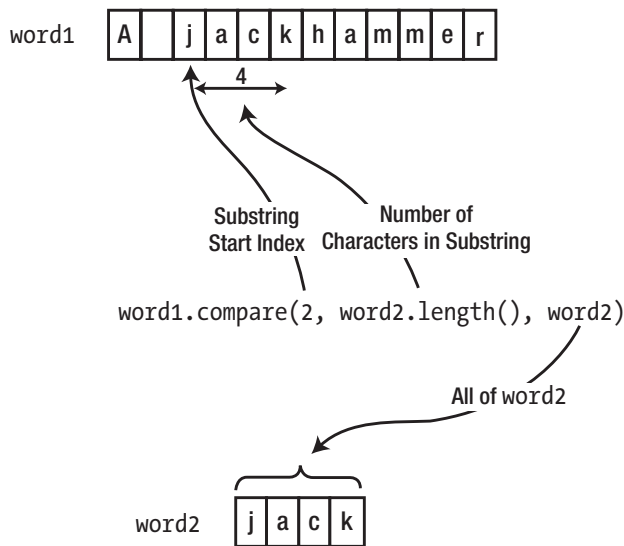 word1 A j a c k h a m m e r
4
Substring
Start Index
Number of
Characters in Substring
word1.compare(2, word2.length(), word2)
All of word2
word2 j a c k